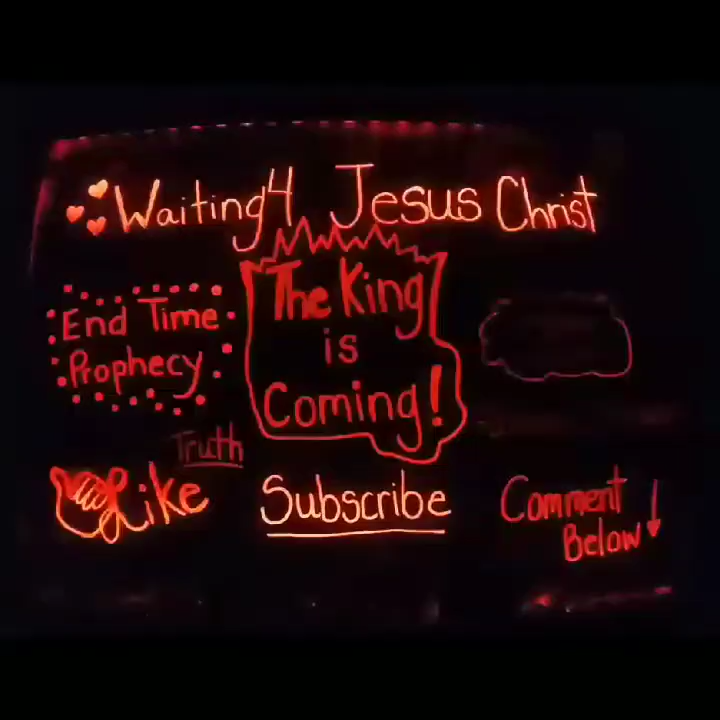 Waiting4 Jesus Christ
The King
is
Coming!
End Time
Prophecy
Truth
Like
Subscribe
Comment
Below